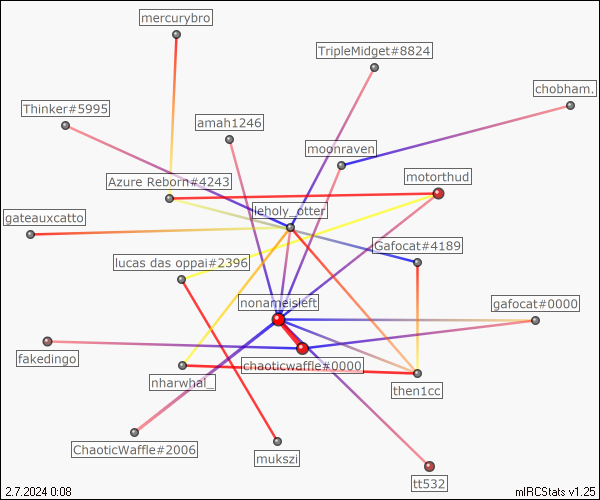 mercurybro
TripleMidget#8824
chobham.
Thinker#5995
amah1246
moonraven
Azure Reborn#4243
motorthud
leholy_otter
gateauxcatto
Gafocat#4189
lucas das oppai#2396
nonameisleft
gafocat#0000
fakedingo
chaoticwaffle#0000
nharwhal_
then1cc
ChaoticWaffle#2006
mukszi
tt532
2.7.2024 0:08
mIRCStats v1.25